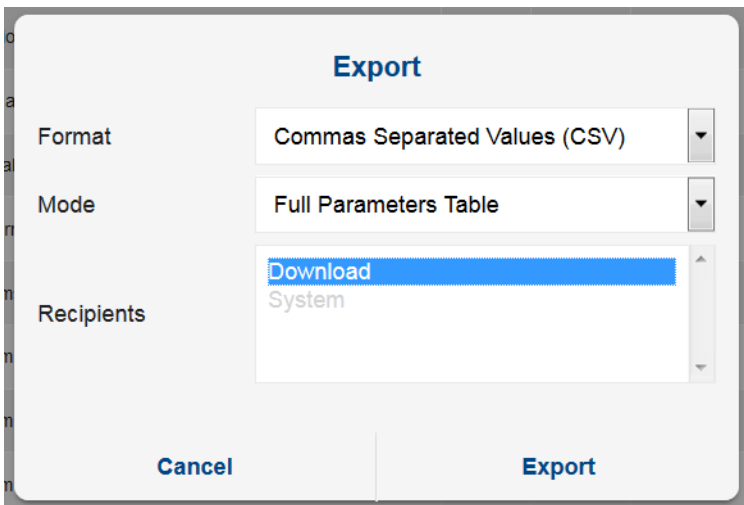 Export
Format Commas Separated Values (CSV)
Mode Full Parameters Table
Download
System
Recipients
Cancel Export